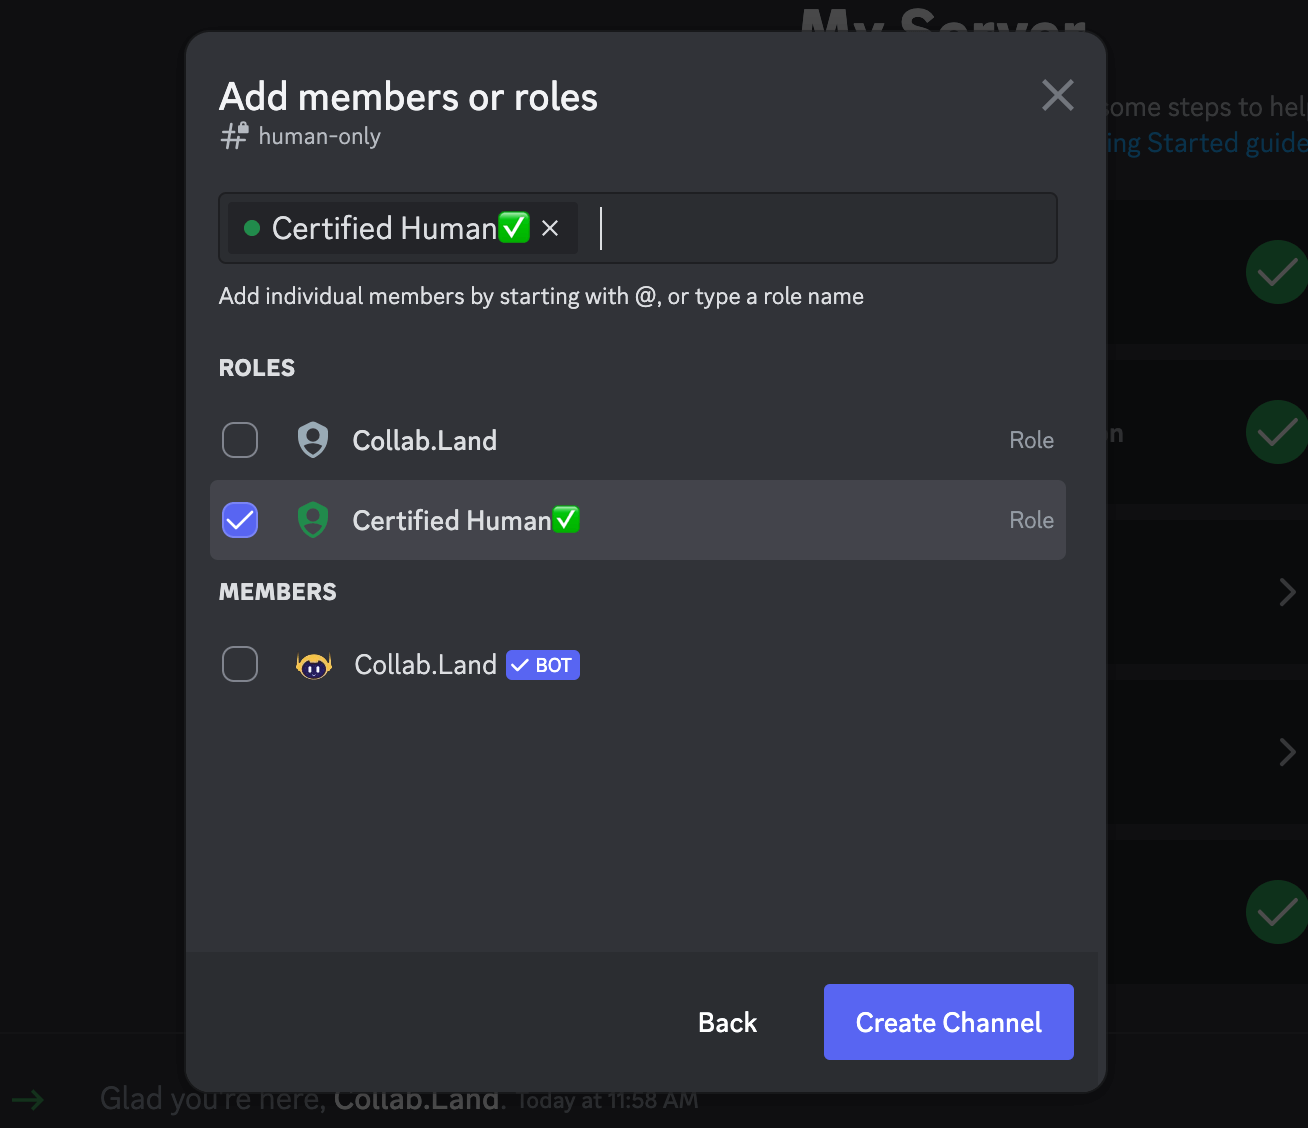 My Server
Add members or roles
human-only
some steps to hel
ing Started guide
Certified Human✅
Add individual members by starting with @, or type a role name
ROLES
Collab.Land Role
n
Certified Human✅ Role
MEMBERS
Collab.Land BOT
Back Create Channel
Glad you're here, Collab.Land. Today at 11:58 AM